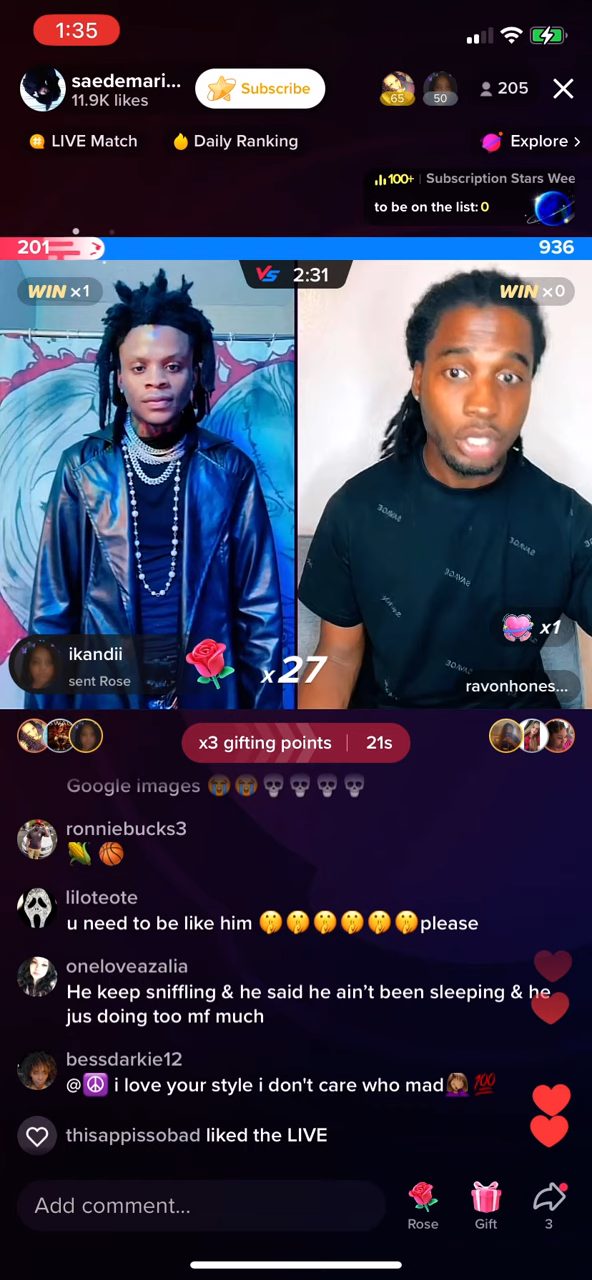 1:35
saedemari...
11.9K likes
Subscribe
65
50
205
LIVE Match
Daily Ranking
Explore >
100+ | Subscription Stars Wee
to be on the list: 0
201
936
WIN x1
VS 2:31
WIN x0
x1
ikandii
sent Rose
x27
ravonhones...
x3 gifting points | 21s
Google images 😭😭💀💀💀💀
ronniebucks3
🌽 🏀
liloteote
u need to be like him 🤫🤫🤫🤫🤫🤫please
oneloveazalia
He keep sniffling & he said he ain't been sleeping & he
jus doing too mf much
bessdarkie12
@☮️ i love your style i don't care who mad🤦🏽‍♀️ 💯
thisappissobad liked the LIVE
Add comment...
Rose
Gift
3